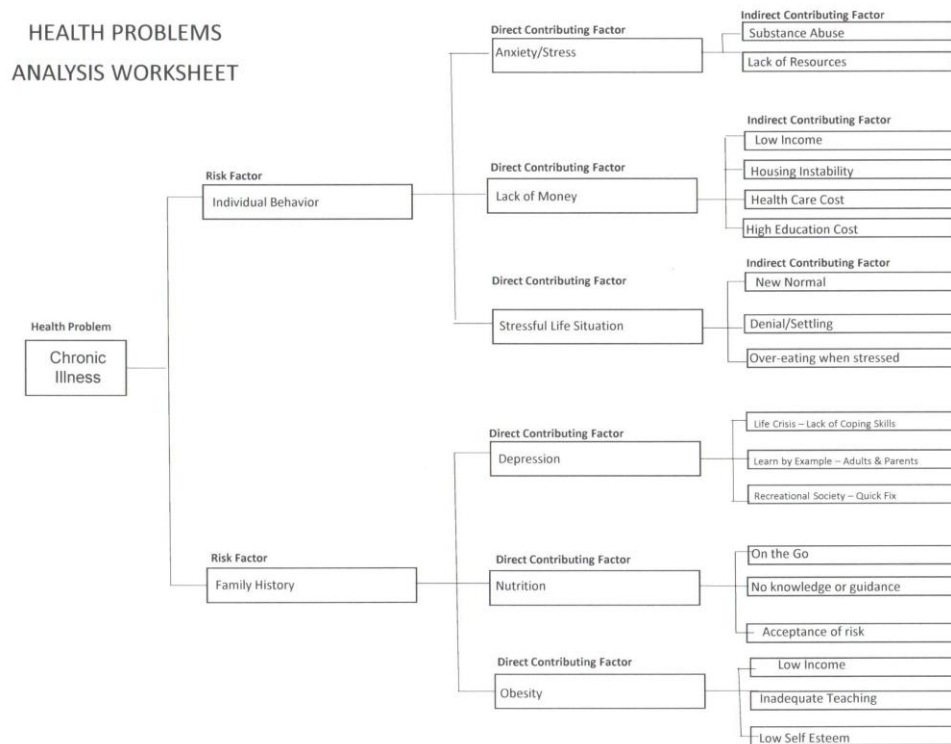 HEALTH PROBLEMS
ANALYSIS WORKSHEET
Direct Contributing Factor
Anxiety/Stress
Indirect Contributing Factor
Substance Abuse
Lack of Resources
Risk Factor
Individual Behavior
Direct Contributing Factor
Lack of Money
Indirect Contributing Factor
Low Income
Housing Instability
Health Care Cost
High Education Cost
Direct Contributing Factor
Stressful Life Situation
Indirect Contributing Factor
New Normal
Denial/Settling
Over-eating when stressed
Health Problem
Chronic
Illness
Direct Contributing Factor
Depression
Life Crisis – Lack of Coping Skills
Learn by Example – Adults & Parents
Recreational Society – Quick Fix
Risk Factor
Family History
Direct Contributing Factor
Nutrition
On the Go
No knowledge or guidance
Acceptance of risk
Direct Contributing Factor
Obesity
Low Income
Inadequate Teaching
Low Self Esteem